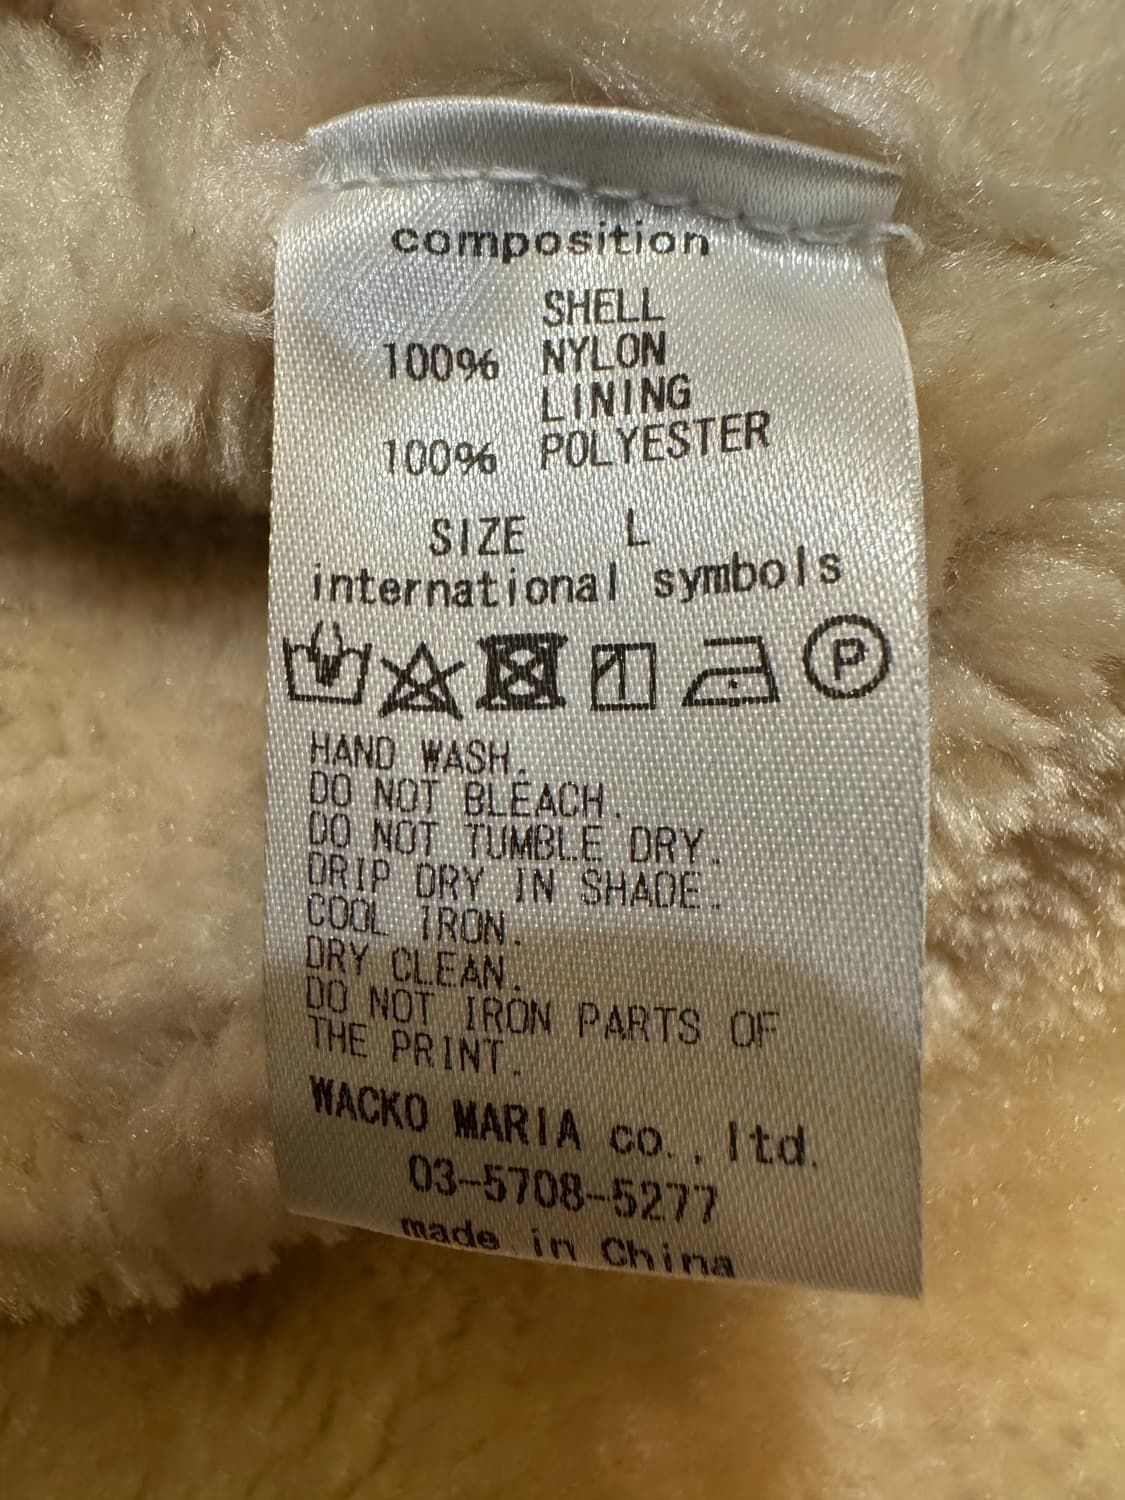 composition
SHELL
100% NYLON
LINING
100% POLYESTER
SIZE L
international symbols
P
HAND WASH.
DO NOT BLEACH.
DO NOT TUMBLE DRY.
DRIP DRY IN SHADE.
COOL IRON.
DRY CLEAN.
DO NOT IRON PARTS OF
THE PRINT.
WACKO MARIA co., ltd.
03-5708-5277
made in China